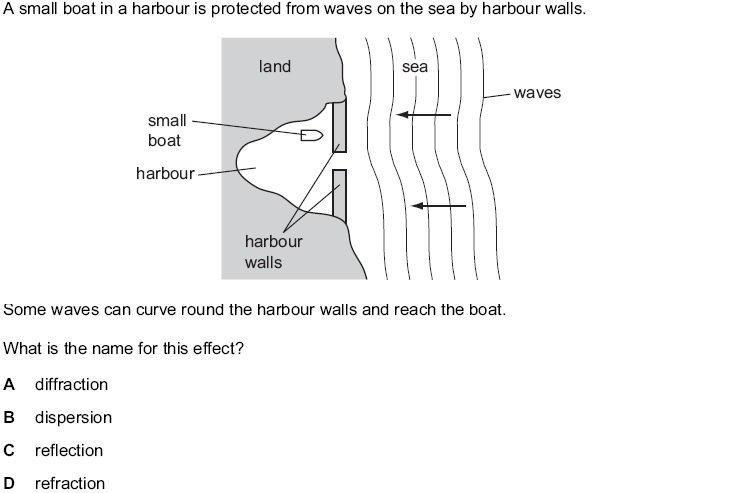 A small boat in a harbour is protected from waves on the sea by harbour walls.
land
sea
waves
small
boat
harbour
harbour
walls
Some waves can curve round the harbour walls and reach the boat.
What is the name for this effect?
A diffraction
B dispersion
C reflection
D refraction